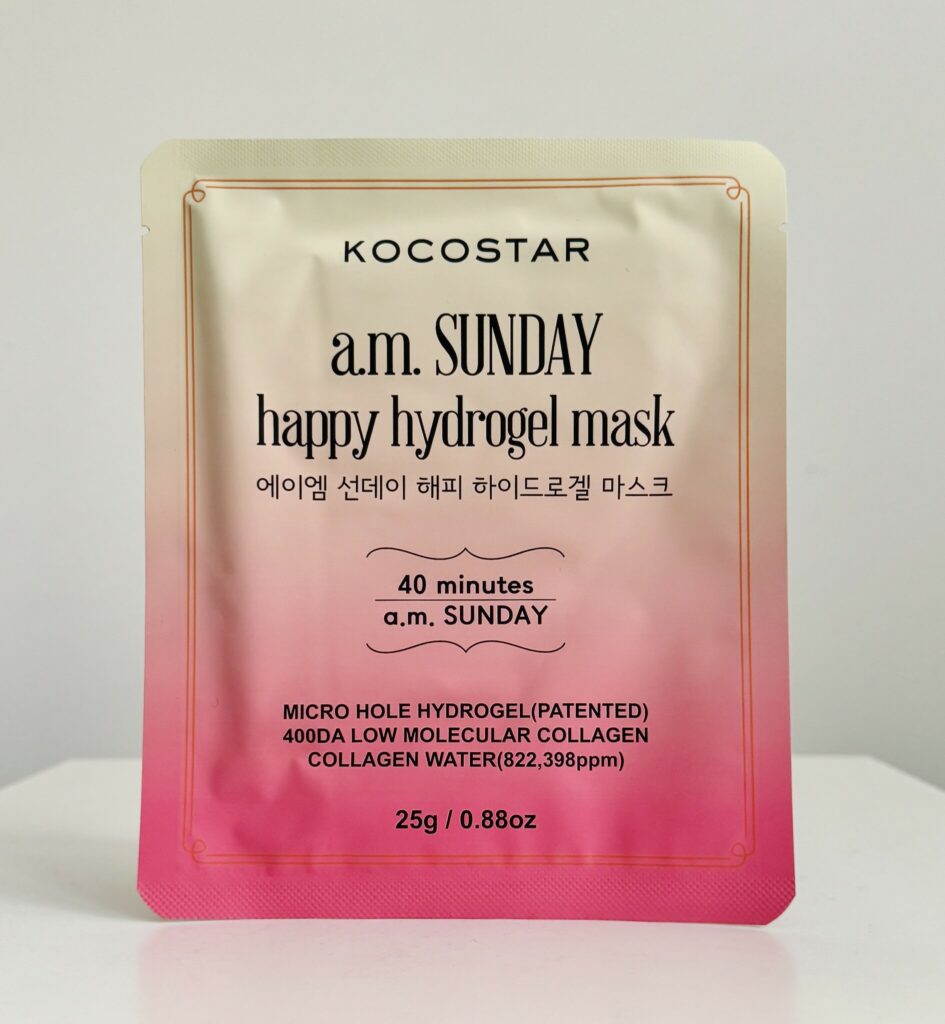 KOCOSTAR
a.m. SUNDAY
happy hydrogel mask
에이엠 선데이 해피 하이드로겔 마스크
40 minutes
a.m. SUNDAY
MICRO HOLE HYDROGEL(PATENTED)
400DA LOW MOLECULAR COLLAGEN
COLLAGEN WATER(822,398ppm)
25g / 0.88oz